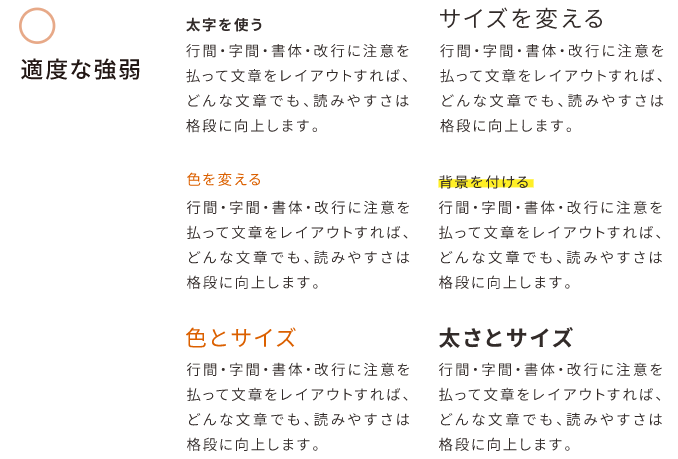 適度な強弱
太字を使う
行間・字間・書体・改行に注意を
払って文章をレイアウトすれば、
どんな文章でも、読みやすさは
格段に向上します。
サイズを変える
行間・字間・書体・改行に注意を
払って文章をレイアウトすれば、
どんな文章でも、読みやすさは
格段に向上します。
色を変える
行間・字間・書体・改行に注意を
払って文章をレイアウトすれば、
どんな文章でも、読みやすさは
格段に向上します。
背景を付ける
行間・字間・書体・改行に注意を
払って文章をレイアウトすれば、
どんな文章でも、読みやすさは
格段に向上します。
色とサイズ
行間・字間・書体・改行に注意を
払って文章をレイアウトすれば、
どんな文章でも、読みやすさは
格段に向上します。
太さとサイズ
行間・字間・書体・改行に注意を
払って文章をレイアウトすれば、
どんな文章でも、読みやすさは
格段に向上します。